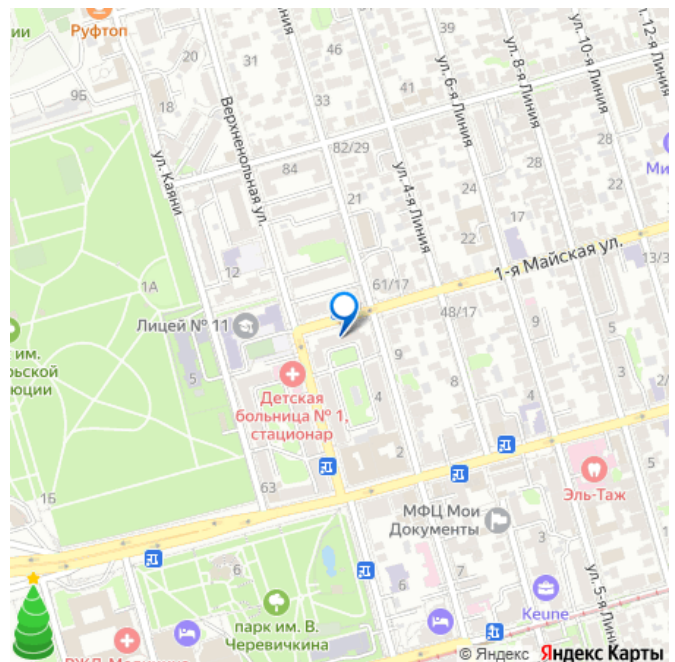 ии
Руфтоп
9Б
20
31
46
39
41
33
18
82/29
84
21
28
28
22
Ми
17
22
12
1А
61/17
13/3
48/17
9
9
8
4
3
5
5
2
63
1Б
6
6
7
3
2/
ул. Каяни
Верхненольная ул.
ул. 4-я Линия
ул. 6-я Линия
ул. 8-я Линия
ул. 10-я Линия
ул. 12-я Линия
1-я Майская ул.
ул. 5-я Линия
Лицей № 11
им.
рьской
юции
Детская
больница № 1,
стационар
Эль-Таж
МФЦ Мои
Документы
Keune
парк им. В.
Черевичкина
© Яндекс Яндекс Карты